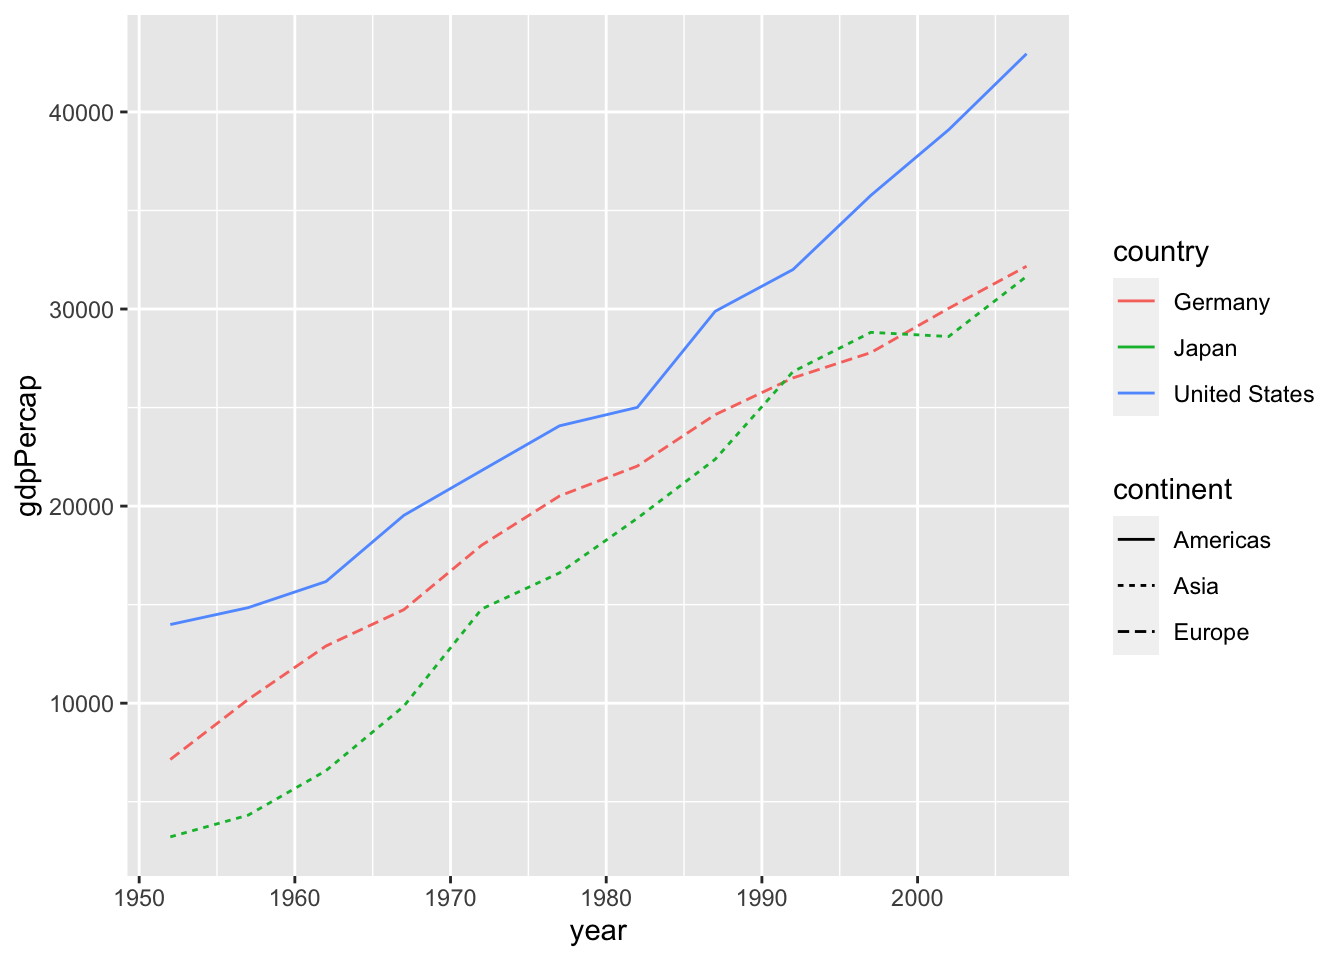 40000
30000
20000
10000
gdpPercap
1950 1960 1970 1980 1990 2000
year
country
Germany
Japan
United States
continent
Americas
Asia
Europe